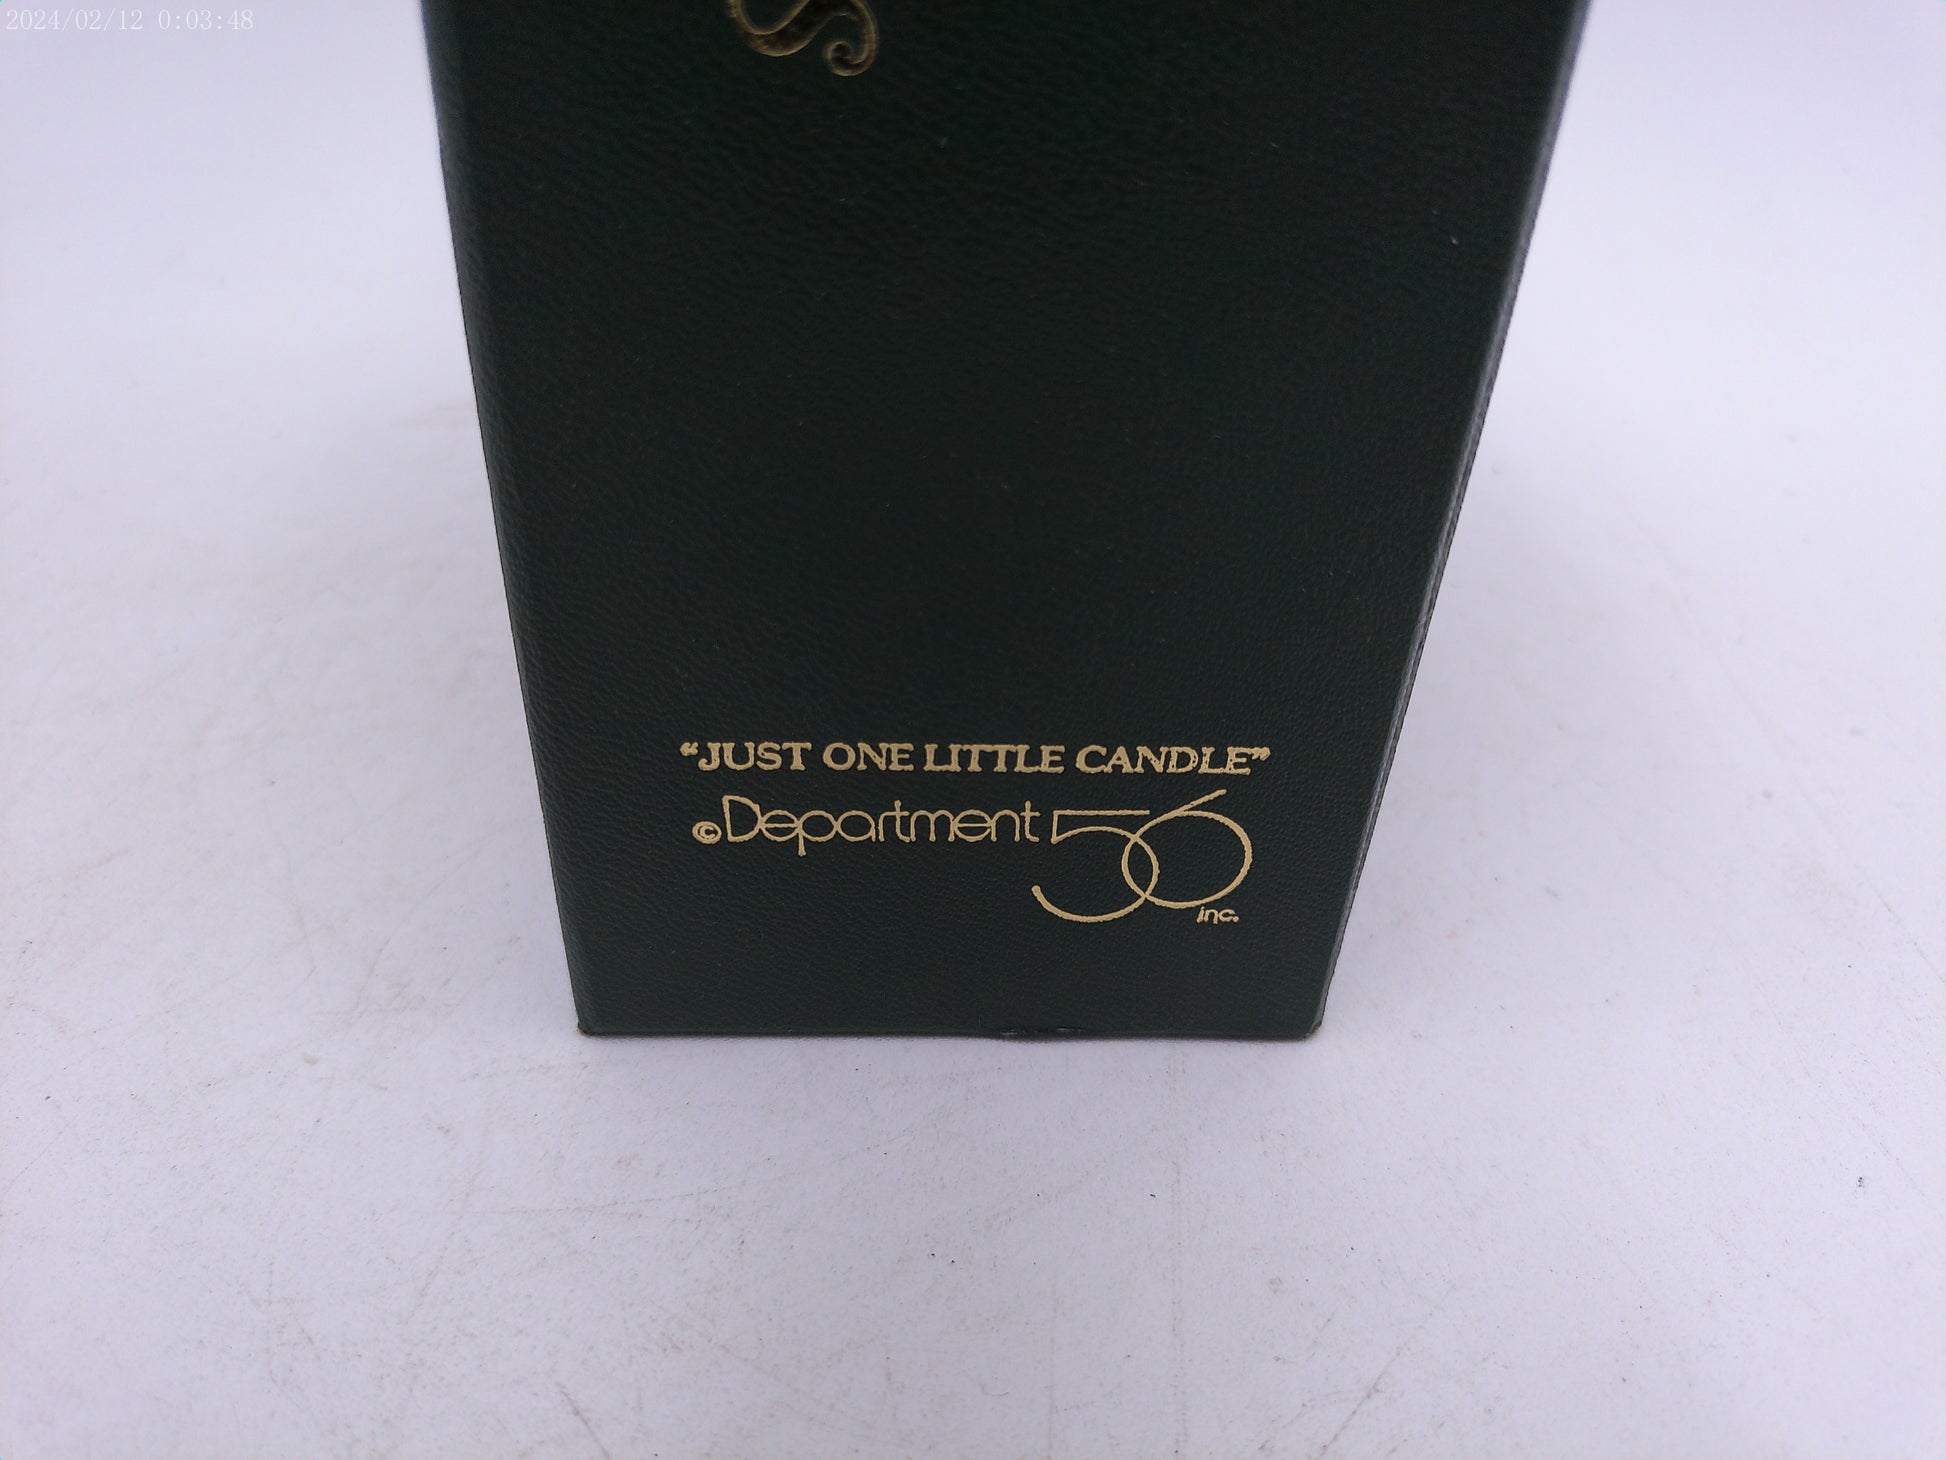 2024/02/12 0:03:48
“JUST ONE LITTLE CANDLE”
©Department 56
inc.